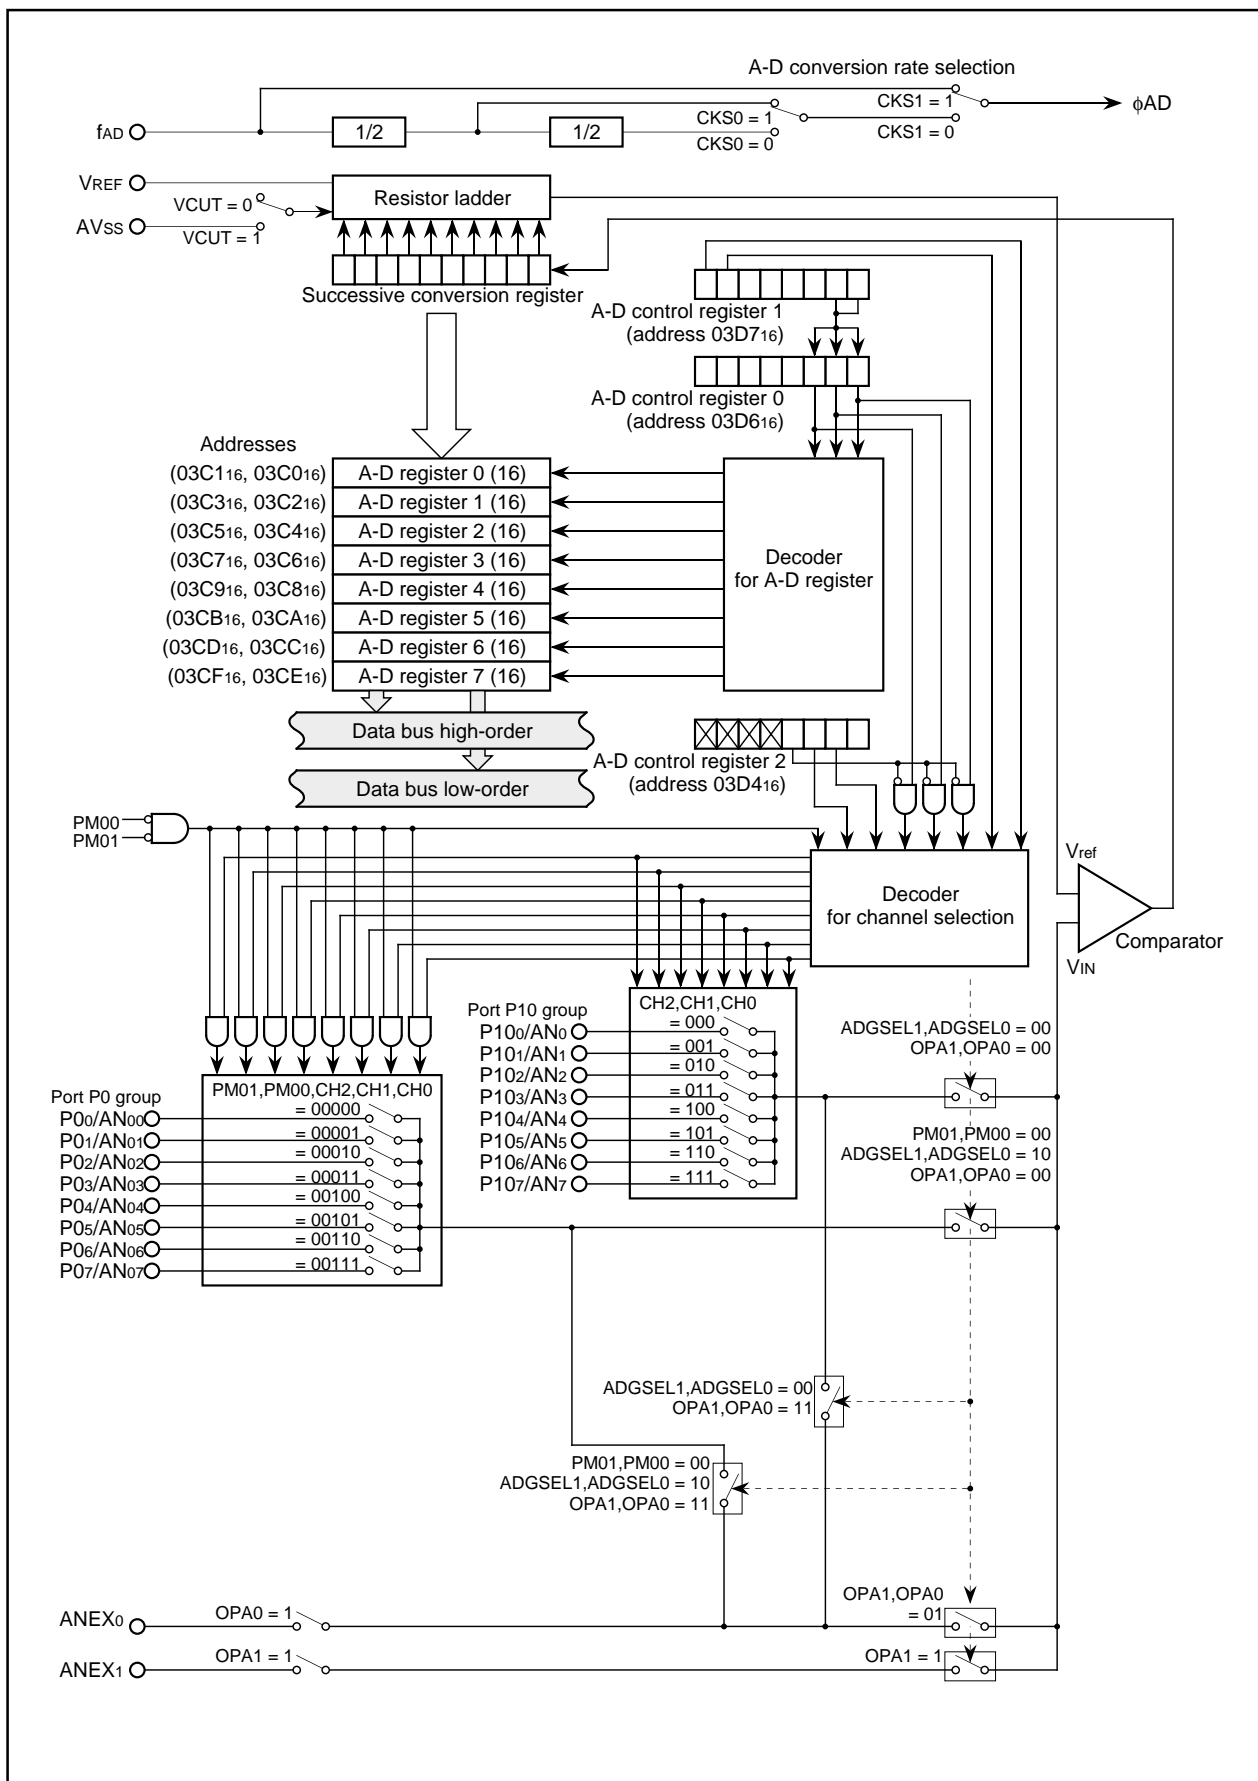 A-D conversion rate selection
CKS1 = 1
φAD
CKS0 = 1
fAD
1/2
1/2
CKS1 = 0
CKS0 = 0
VREF
Resistor ladder
VCUT = 0
AVSS
VCUT = 1
Successive conversion register
A-D control register 1
(address 03D716)
A-D control register 0
(address 03D616)
Addresses
(03C116, 03C016)
A-D register 0 (16)
(03C316, 03C216)
A-D register 1 (16)
(03C516, 03C416)
A-D register 2 (16)
(03C716, 03C616)
A-D register 3 (16)
(03C916, 03C816)
A-D register 4 (16)
(03CB16, 03CA16)
A-D register 5 (16)
(03CD16, 03CC16)
A-D register 6 (16)
(03CF16, 03CE16)
A-D register 7 (16)
Decoder
for A-D register
Data bus high-order
Data bus low-order
A-D control register 2
(address 03D416)
PM00
PM01
Decoder
for channel selection
Vref
VIN
Comparator
Port P10 group
CH2,CH1,CH0
P100/AN0
= 000
P101/AN1
= 001
P102/AN2
= 010
P103/AN3
= 011
P104/AN4
= 100
P105/AN5
= 101
P106/AN6
= 110
P107/AN7
= 111
ADGSEL1,ADGSEL0 = 00
OPA1,OPA0 = 00
Port P0 group
PM01,PM00,CH2,CH1,CH0
P00/AN00
= 00000
P01/AN01
= 00001
P02/AN02
= 00010
P03/AN03
= 00011
P04/AN04
= 00100
P05/AN05
= 00101
P06/AN06
= 00110
P07/AN07
= 00111
PM01,PM00 = 00
ADGSEL1,ADGSEL0 = 10
OPA1,OPA0 = 00
ADGSEL1,ADGSEL0 = 00
OPA1,OPA0 = 11
PM01,PM00 = 00
ADGSEL1,ADGSEL0 = 10
OPA1,OPA0 = 11
ANEX0
OPA0 = 1
OPA1,OPA0
= 01
ANEX1
OPA1 = 1
OPA1 = 1